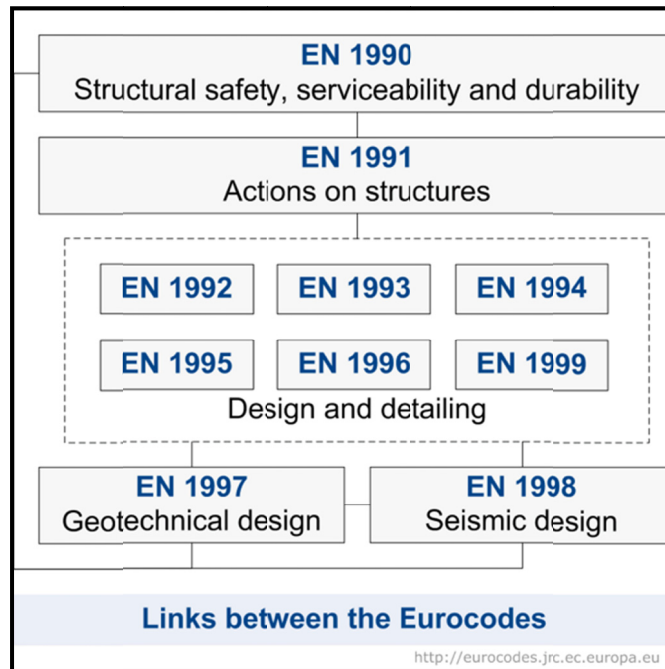 EN 1990
Structural safety, serviceability and durability
EN 1991
Actions on structures
EN 1992
EN 1993
EN 1994
EN 1995
EN 1996
EN 1999
Design and detailing
EN 1997
Geotechnical design
EN 1998
Seismic design
Links between the Eurocodes
http://eurocodes.jrc.ec.europa.eu